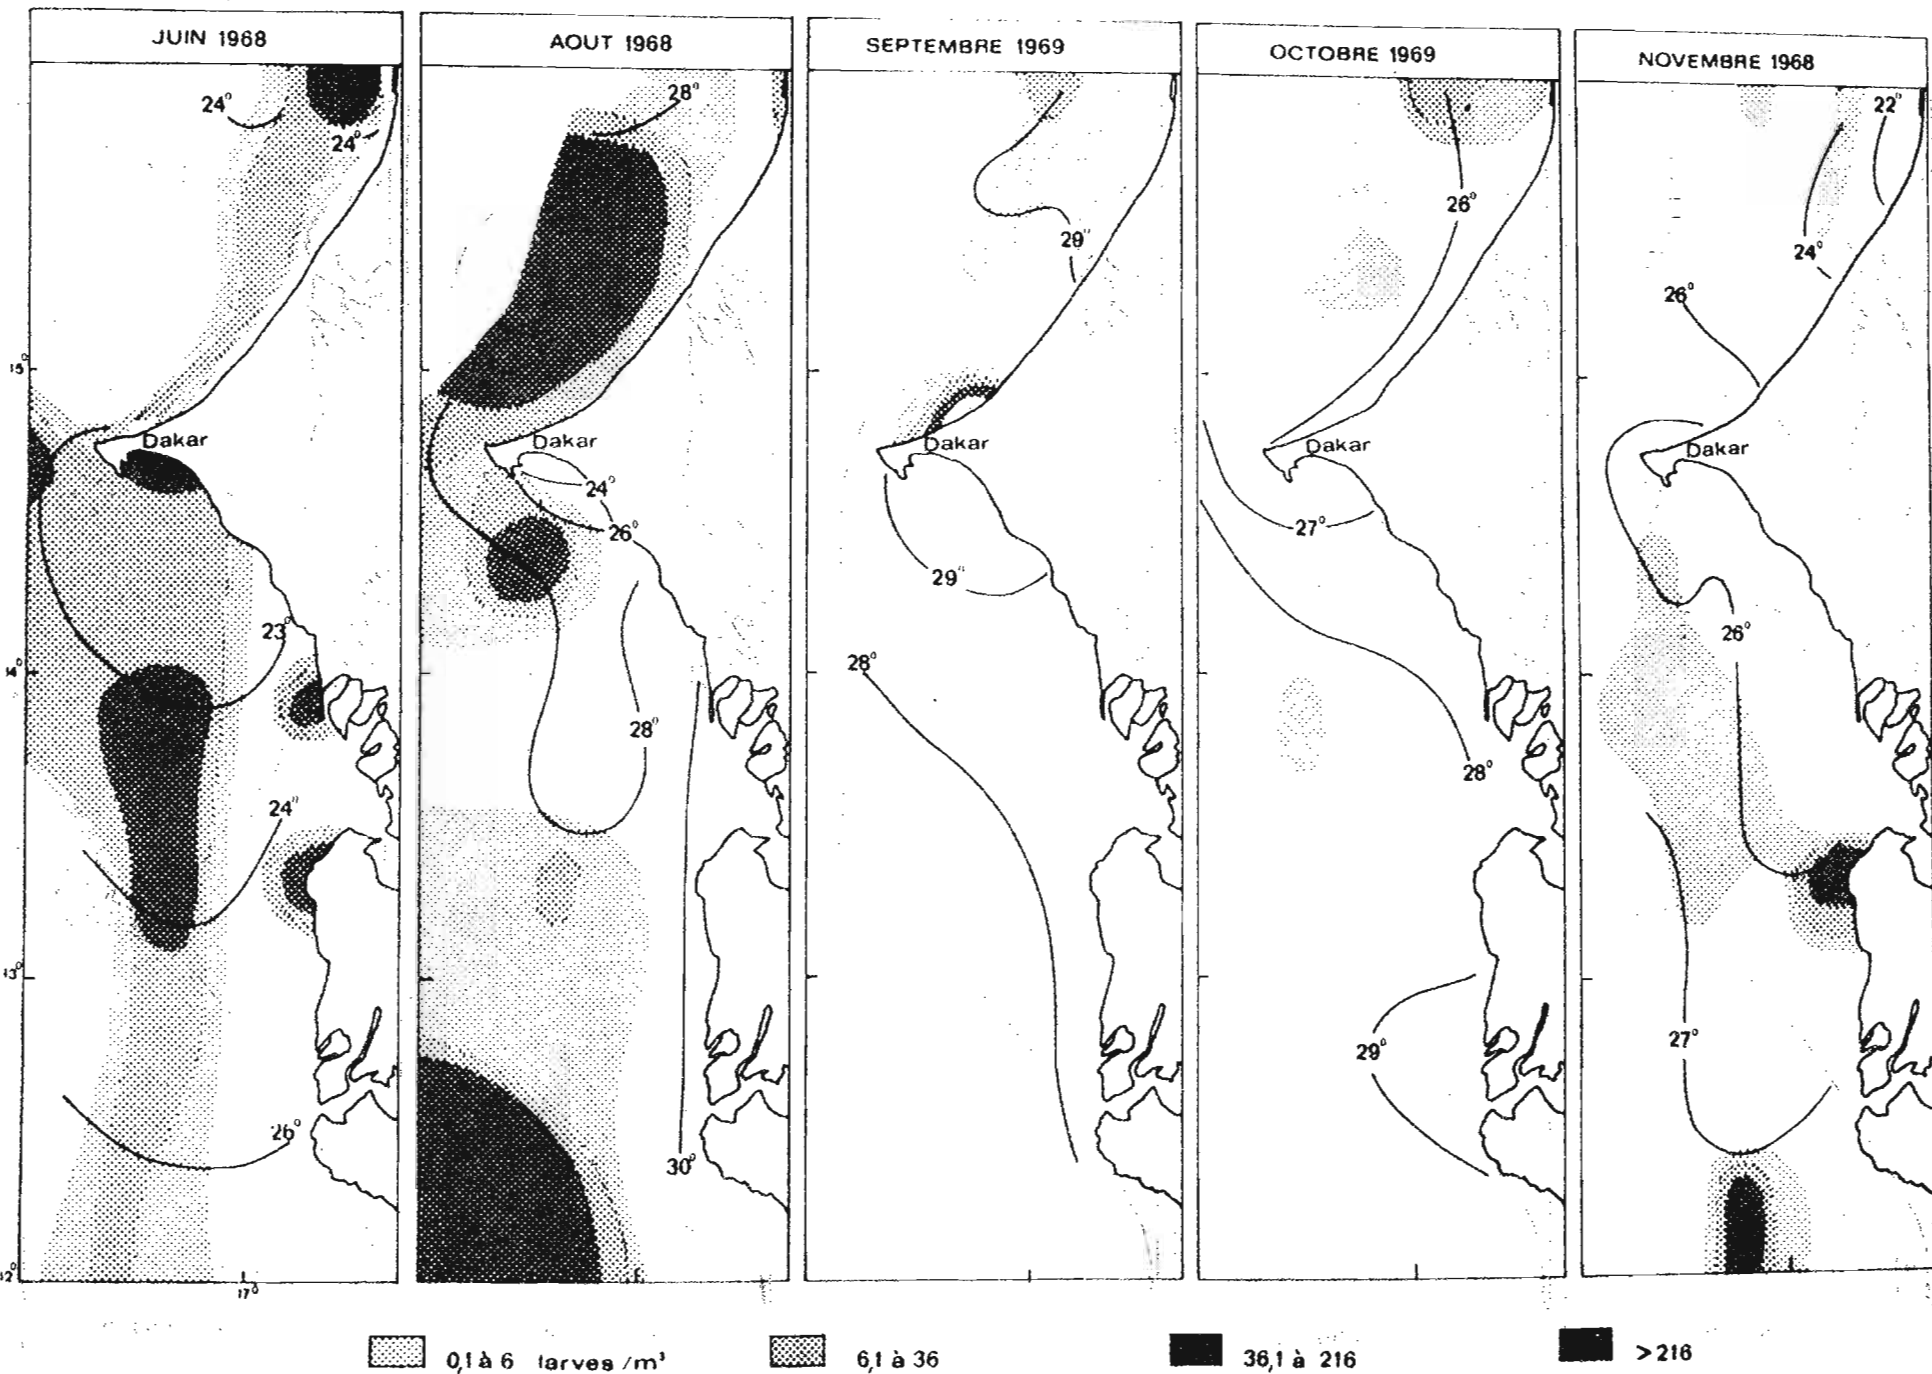 JUIN 1968
AOUT 1968
SEPTEMBRE 1969
OCTOBRE 1969
NOVEMBRE 1968
24°
24°
15°
Dakar
23°
14°
24°
13°
26°
12°
17°
28°
Dakar
24°
26°
28°
30°
29°
Dakar
29°
28°
26°
Dakar
27°
28°
29°
22°
24°
26°
Dakar
26°
27°
0,1 à 6 larves /m³
6,1 à 36
36,1 à 216
>216